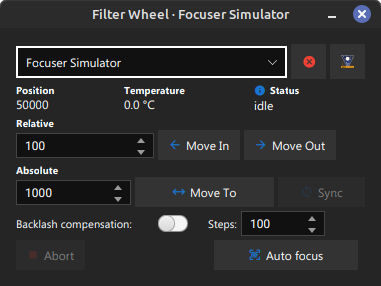 Filter Wheel · Focuser Simulator
Focuser Simulator
Position Temperature Status
50000 0.0 °C idle
Relative
100 Move In Move Out
Absolute
1000 Move To Sync
Backlash compensation: Steps: 100
Abort Auto focus